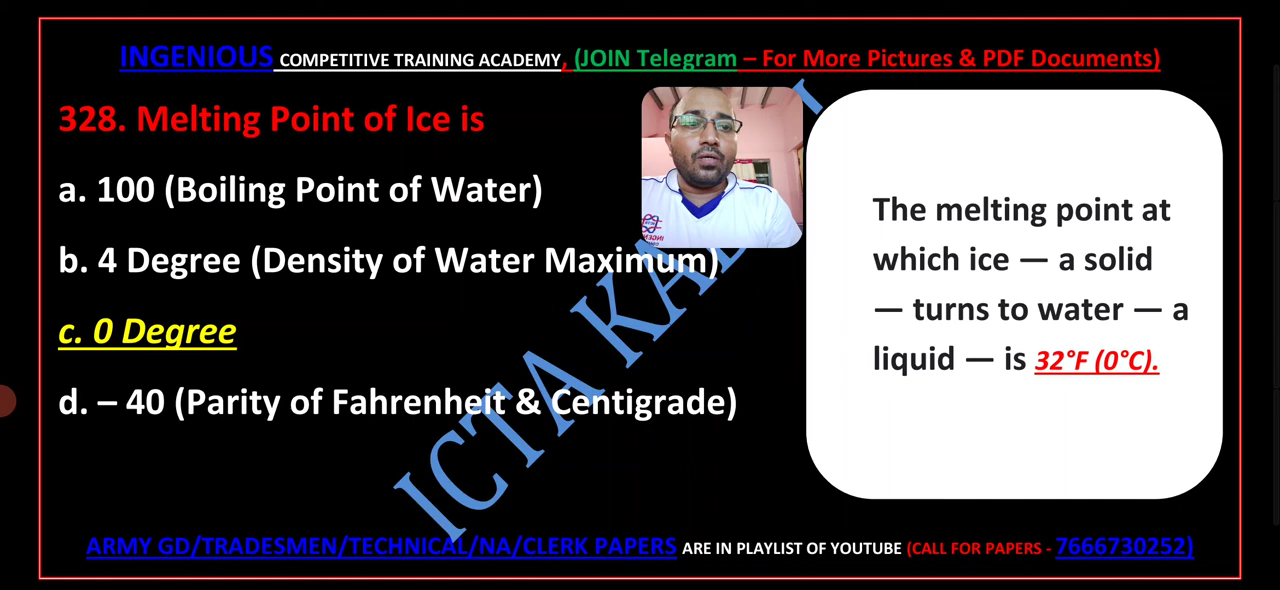 INGENIOUS COMPETITIVE TRAINING ACADEMY, (JOIN Telegram – For More Pictures & PDF Documents)
328. Melting Point of Ice is
a. 100 (Boiling Point of Water)
b. 4 Degree (Density of Water Maximum)
c. 0 Degree
d. – 40 (Parity of Fahrenheit & Centigrade)
The melting point at
which ice — a solid
— turns to water — a
liquid — is 32°F (0°C).
ICTA
ARMY GD/TRADESMEN/TECHNICAL/NA/CLERK PAPERS ARE IN PLAYLIST OF YOUTUBE (CALL FOR PAPERS - 7666730252)